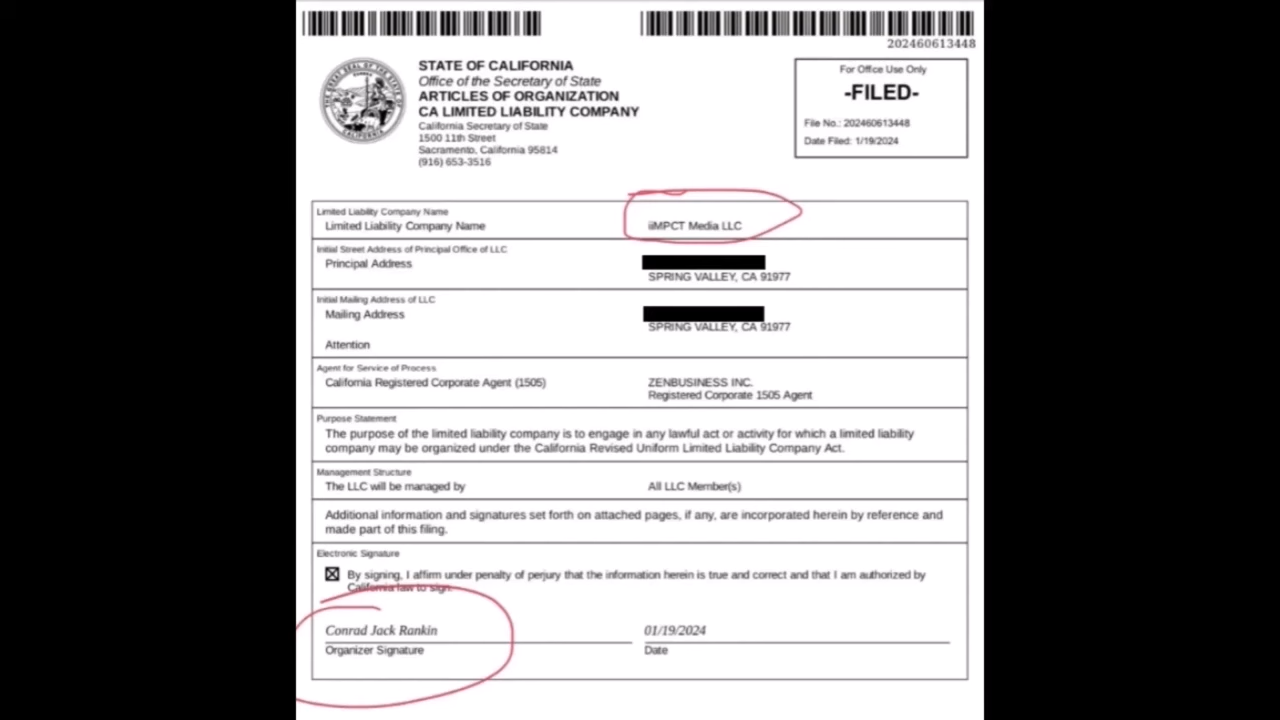 202460613448
STATE OF CALIFORNIA
Office of the Secretary of State
ARTICLES OF ORGANIZATION
CA LIMITED LIABILITY COMPANY
California Secretary of State
1500 11th Street
Sacramento, California 95814
(916) 653-3516
For Office Use Only
-FILED-
File No.: 202460613448
Date Filed: 1/19/2024
Limited Liability Company Name
Limited Liability Company Name iiMPCT Media LLC
Initial Street Address of Principal Office of LLC
Principal Address
SPRING VALLEY, CA 91977
Initial Mailing Address of LLC
Mailing Address
SPRING VALLEY, CA 91977
Attention
Agent for Service of Process
California Registered Corporate Agent (1505) ZENBUSINESS INC.
Registered Corporate 1505 Agent
Purpose Statement
The purpose of the limited liability company is to engage in any lawful act or activity for which a limited liability
company may be organized under the California Revised Uniform Limited Liability Company Act.
Management Structure
The LLC will be managed by All LLC Member(s)
Additional information and signatures set forth on attached pages, if any, are incorporated herein by reference and
made part of this filing.
Electronic Signature
By signing, I affirm under penalty of perjury that the information herein is true and correct and that I am authorized by
California law to sign.
Conrad Jack Rankin 01/19/2024
Organizer Signature Date